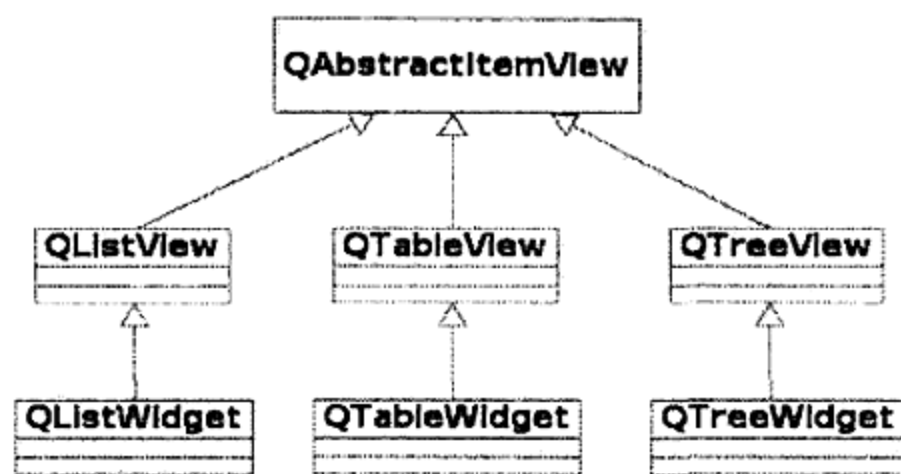 QAbstractItemView
QListView QTableView QTreeView
QListWidget QTableWidget QTreeWidget